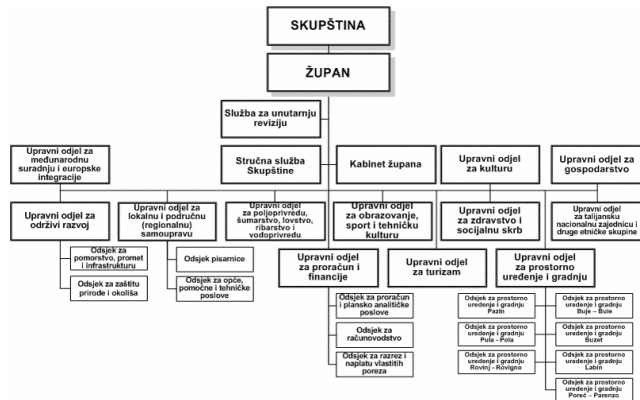 SKUPŠTINA
ŽUPAN
Služba za unutarnju
reviziju
Upravni odjel za
međunarodnu
suradnju i europske
integracije
Stručna služba
Skupštine
Kabinet župana
Upravni odjel
za kulturu
Upravni odjel za
gospodarstvo
Upravni odjel za
održivi razvoj
Upravni odjel za
lokalnu i područnu
(regionalnu)
samoupravu
Upravni odjel
za poljoprivredu,
šumarstvo, lovstvo,
ribarstvo i
vodoprivredu
Upravni odjel
za obrazovanje,
sport i tehničku
kulturu
Upravni odjel
za zdravstvo i
socijalnu skrb
Upravni odjel
za talijansku
nacionalnu zajednicu i
druge etničke skupine
Odsjek za
pomorstvo, promet
i infrastrukturu
Odsjek za zaštitu
prirode i okoliša
Odsjek pisarnice
Odsjek za opće,
pomoćne i tehničke
poslove
Upravni odjel
za proračun i
financije
Upravni odjel
za turizam
Upravni odjel
za prostorno
uređenje i gradnju
Odsjek za proračun
i plansko analitičke
poslove
Odsjek za
računovodstvo
Odsjek za razrez i
naplatu vlastitih
poreza
Odsjek za prostorno
uređenje i gradnju
Pazin
Odsjek za prostorno
uređenje i gradnju
Buje – Buie
Odsjek za prostorno
uređenje i gradnju
Pula - Pola
Odsjek za prostorno
uređenje i gradnju
Buzet
Odsjek za prostorno
uređenje i gradnju
Rovinj - Rovigno
Odsjek za prostorno
uređenje i gradnju
Labin
Odsjek za prostorno
uređenje i gradnju
Poreč – Parenzo